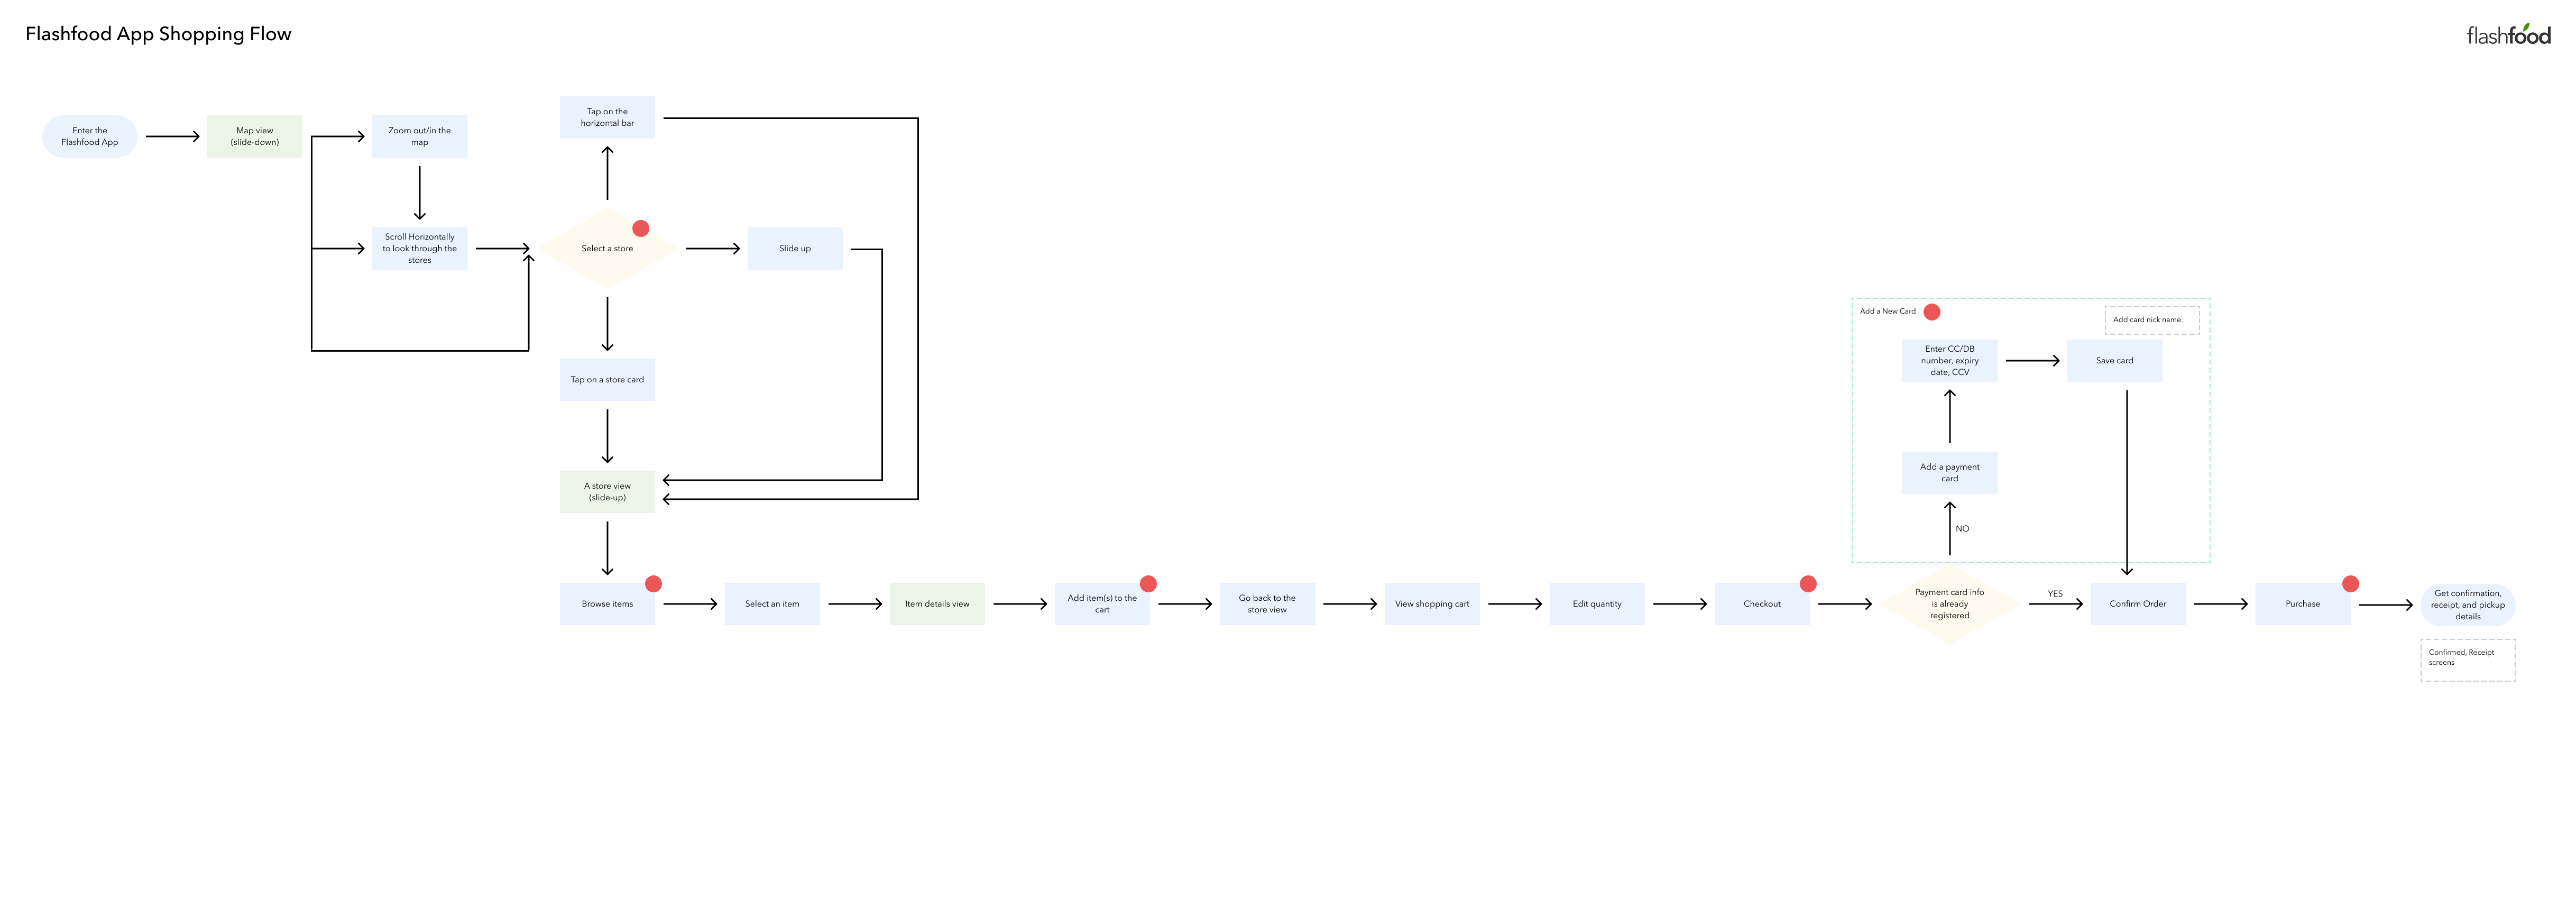 Flashfood App Shopping Flow
flashfood
Enter the
Flashfood App
Map view
(slide-down)
Zoom out/in the
map
Tap on the
horizontal bar
Scroll Horizontally
to look through the
stores
Select a store
Slide up
Tap on a store card
A store view
(slide-up)
Add a New Card
Add card nick name.
Enter CC/DB
number, expiry
date, CCV
Save card
Add a payment
card
NO
Browse items
Select an item
Item details view
Add item(s) to the
cart
Go back to the
store view
View shopping cart
Edit quantity
Checkout
Payment card info
is already
registered
YES
Confirm Order
Purchase
Get confirmation,
receipt, and pickup
details
Confirmed, Receipt
screens